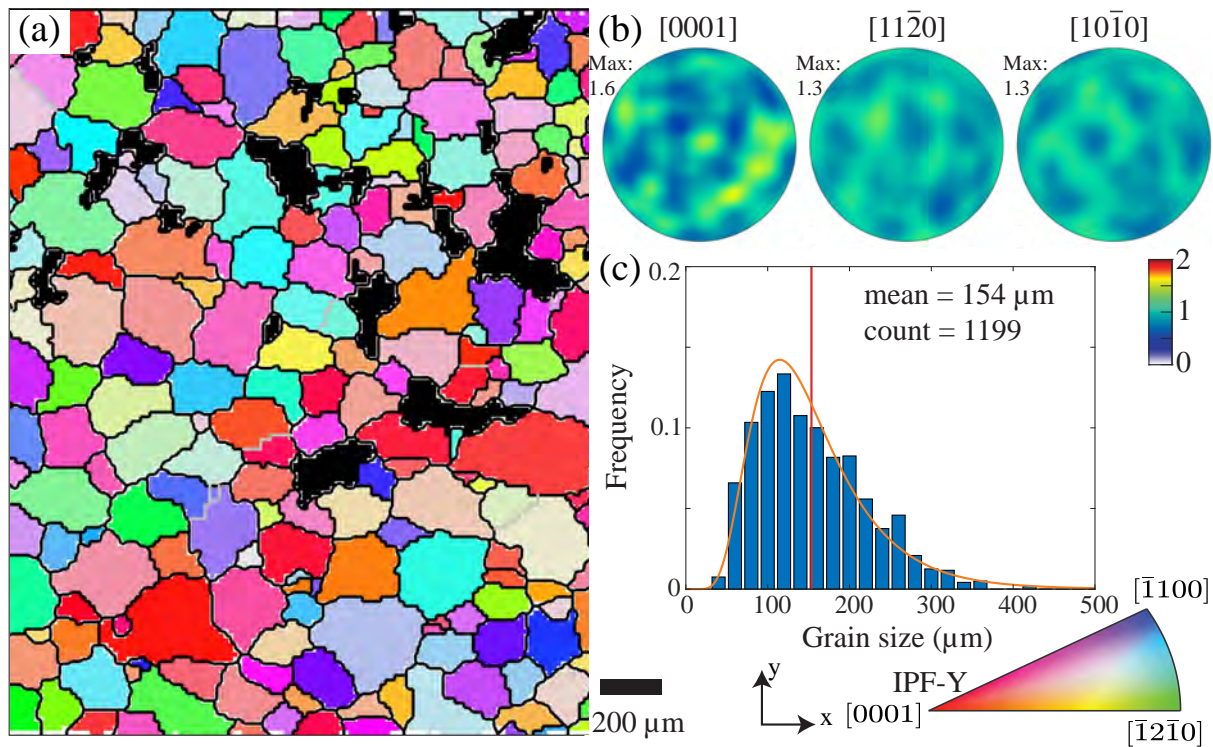 (a)
(b)
[0001] [112̅0] [101̅0]
Max:
1.6
Max:
1.3
Max:
1.3
(c)
0.2
mean = 154 µm
count = 1199
2
1
0
Frequency
0.1
0
0 100 200 300 400 500
Grain size (µm)
200 µm
y
x
IPF-Y
[1̅100]
[0001]
[1̅21̅0]